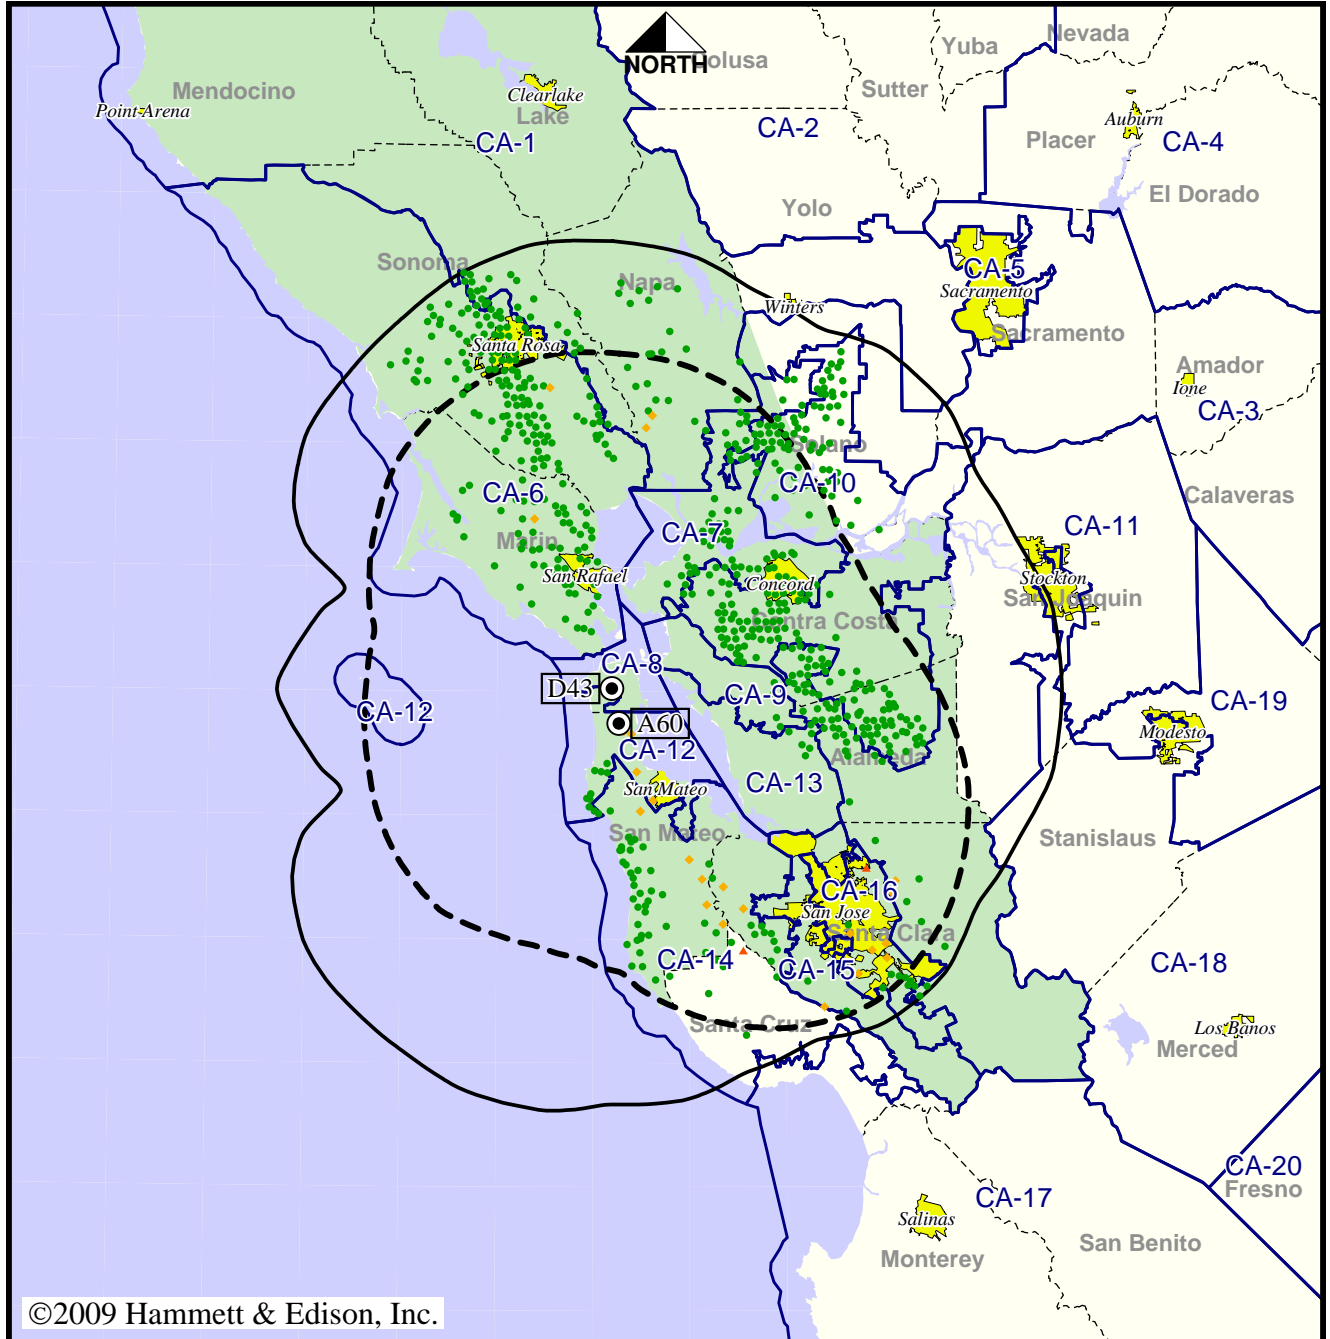 Nevada
Yuba
Colusa
NORTH
Mendocino
Clearlake
Sutter
Point Arena
Lake
Auburn
CA-2
Placer
CA-4
CA-1
El Dorado
Yolo
Sonoma
CA-5
Napa
Sacramento
Winters
Sacramento
Santa Rosa
Amador
Ione
CA-3
Solano
CA-10
CA-6
Calaveras
CA-11
CA-7
Marin
San Rafael
Concord
Stockton
San Joaquin
Contra Costa
CA-8
D43
CA-9
CA-19
CA-12
A60
Modesto
CA-12
Alameda
CA-13
San Mateo
San Mateo
Stanislaus
CA-16
San Jose
Santa Clara
CA-14
CA-15
CA-18
Santa Cruz
Los Banos
Merced
CA-20
Fresno
CA-17
Salinas
San Benito
Monterey
©2009 Hammett & Edison, Inc.